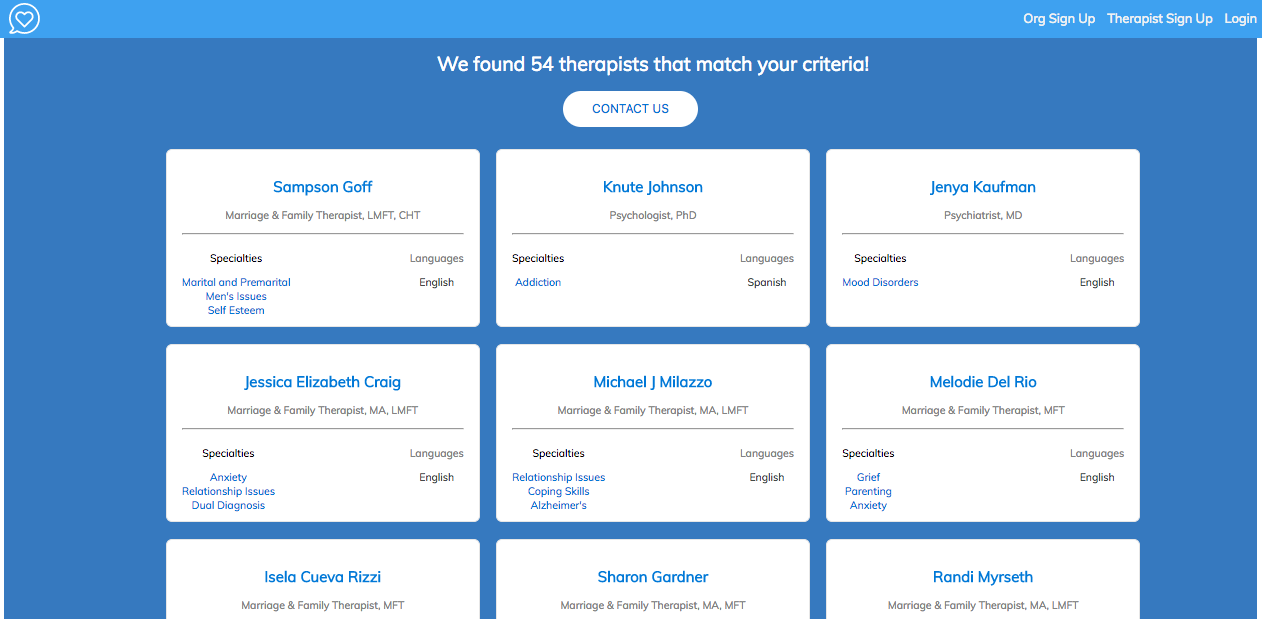 Org Sign Up Therapist Sign Up Login
We found 54 therapists that match your criteria!
CONTACT US
Sampson Goff
Marriage & Family Therapist, LMFT, CHT
Specialties Languages
Marital and Premarital English
Men's Issues
Self Esteem
Knute Johnson
Psychologist, PhD
Specialties Languages
Addiction Spanish
Jenya Kaufman
Psychiatrist, MD
Specialties Languages
Mood Disorders English
Jessica Elizabeth Craig
Marriage & Family Therapist, MA, LMFT
Specialties Languages
Anxiety English
Relationship Issues
Dual Diagnosis
Michael J Milazzo
Marriage & Family Therapist, MA, LMFT
Specialties Languages
Relationship Issues English
Coping Skills
Alzheimer's
Melodie Del Rio
Marriage & Family Therapist, MFT
Specialties Languages
Grief English
Parenting
Anxiety
Isela Cueva Rizzi
Marriage & Family Therapist, MFT
Sharon Gardner
Marriage & Family Therapist, MA, MFT
Randi Myrseth
Marriage & Family Therapist, MA, LMFT